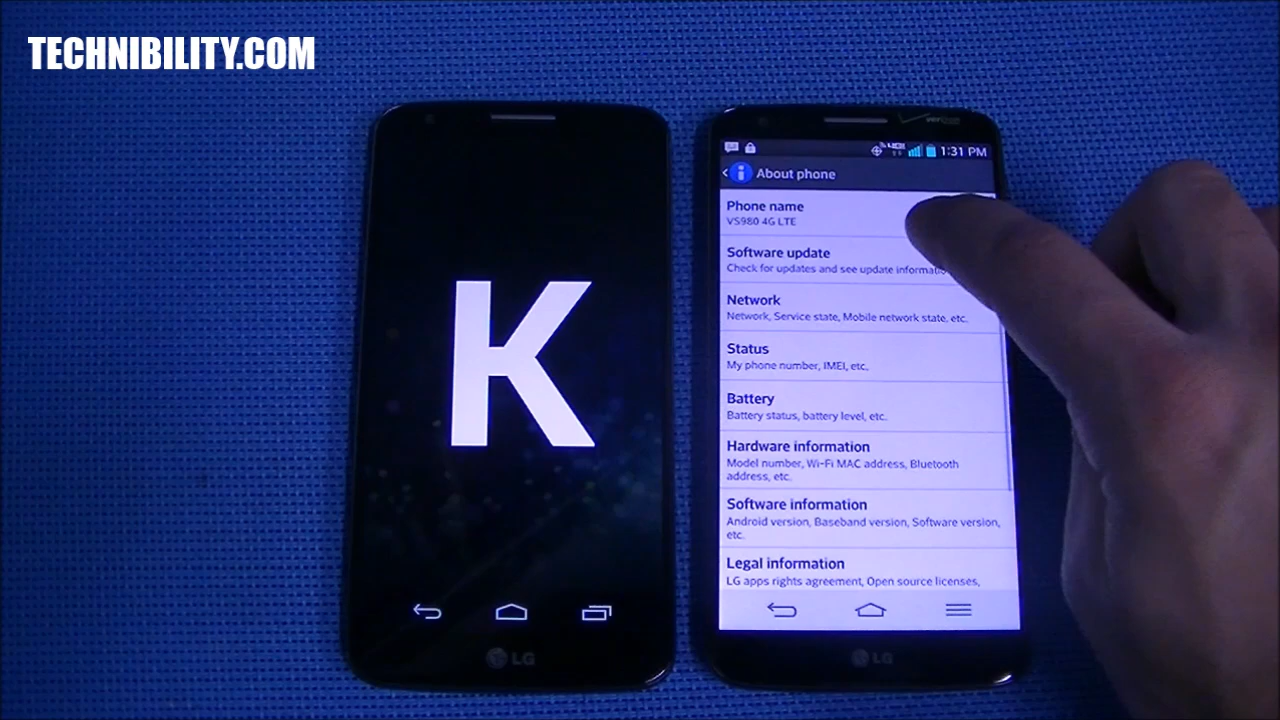 TECHNIBILITY.COM
K
LG
verizon
4G LTE
1:31 PM
About phone
Phone name
VS980 4G LTE
Software update
Check for updates and see update informatio
Network
Network, Service state, Mobile network state, etc.
Status
My phone number, IMEI, etc.
Battery
Battery status, battery level, etc.
Hardware information
Model number, Wi-Fi MAC address, Bluetooth
address, etc.
Software information
Android version, Baseband version, Software version,
etc.
Legal information
LG apps rights agreement, Open source licenses,
LG